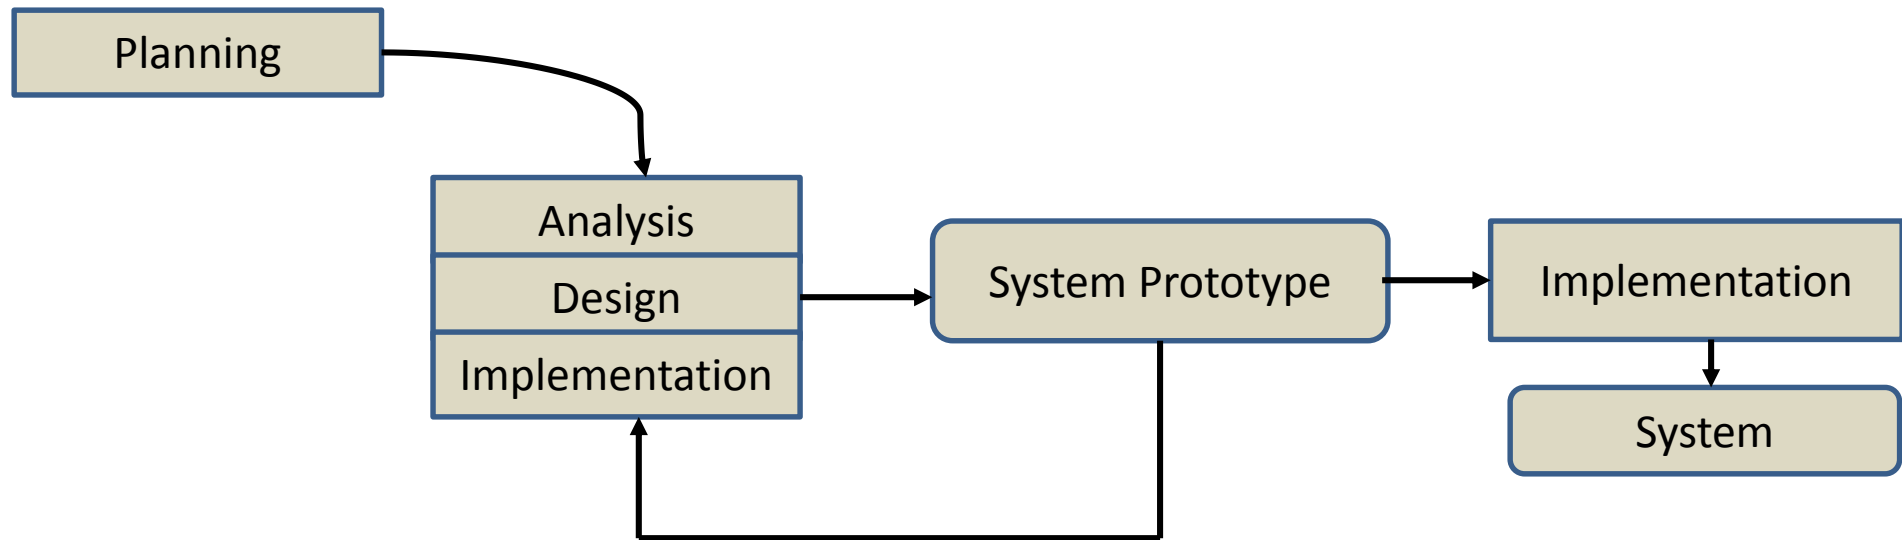 Planning
Analysis
Design
Implementation
System Prototype
Implementation
System